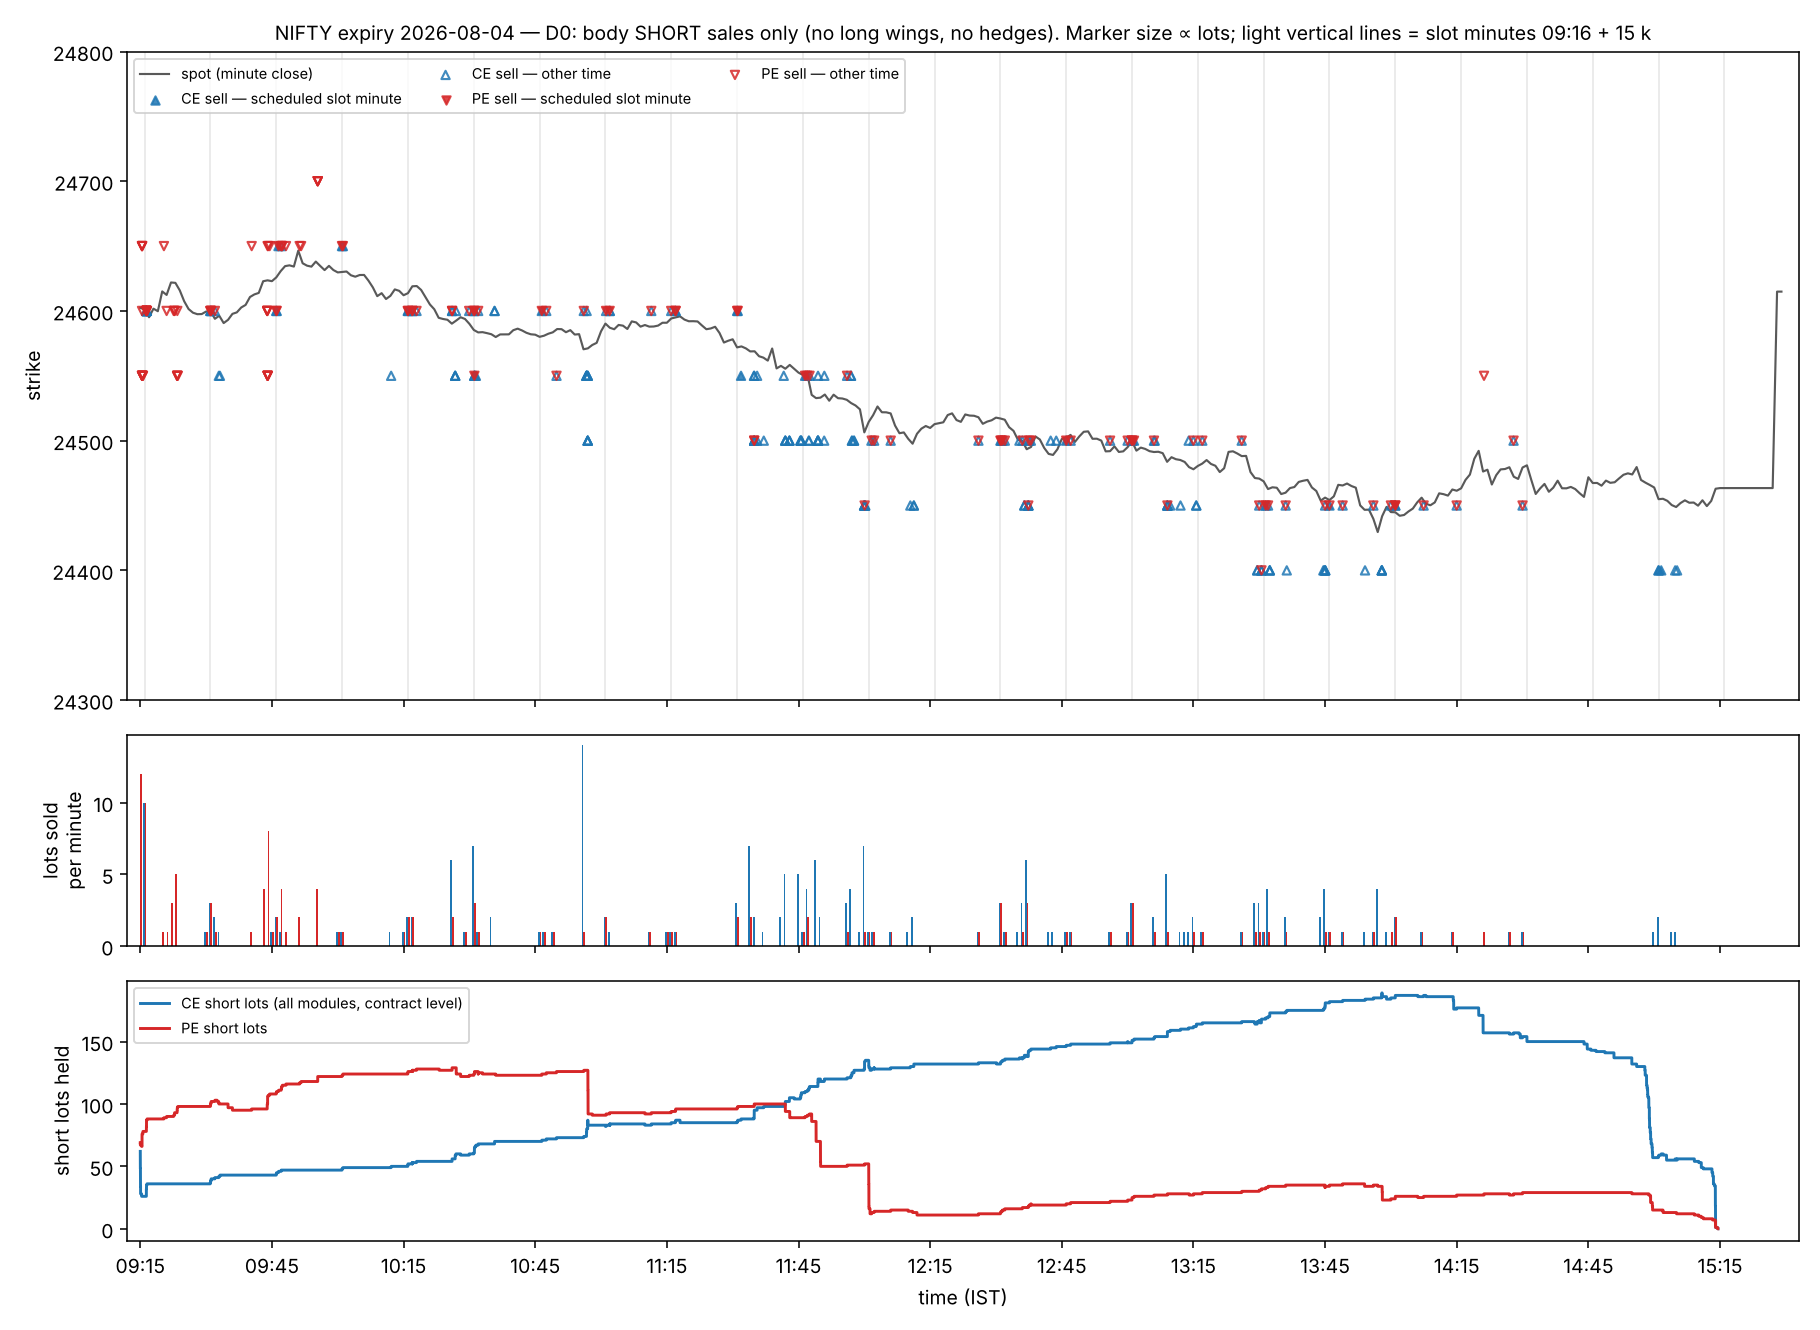 NIFTY expiry 2026-08-04 — D0: body SHORT sales only (no long wings, no hedges). Marker size ∝ lots; light vertical lines = slot minutes 09:16 + 15 k
spot (minute close)
CE sell — scheduled slot minute
CE sell — other time
PE sell — scheduled slot minute
PE sell — other time
strike
24800
24700
24600
24500
24400
24300
lots sold
per minute
10
5
0
CE short lots (all modules, contract level)
PE short lots
short lots held
150
100
50
0
09:15 09:45 10:15 10:45 11:15 11:45 12:15 12:45 13:15 13:45 14:15 14:45 15:15
time (IST)